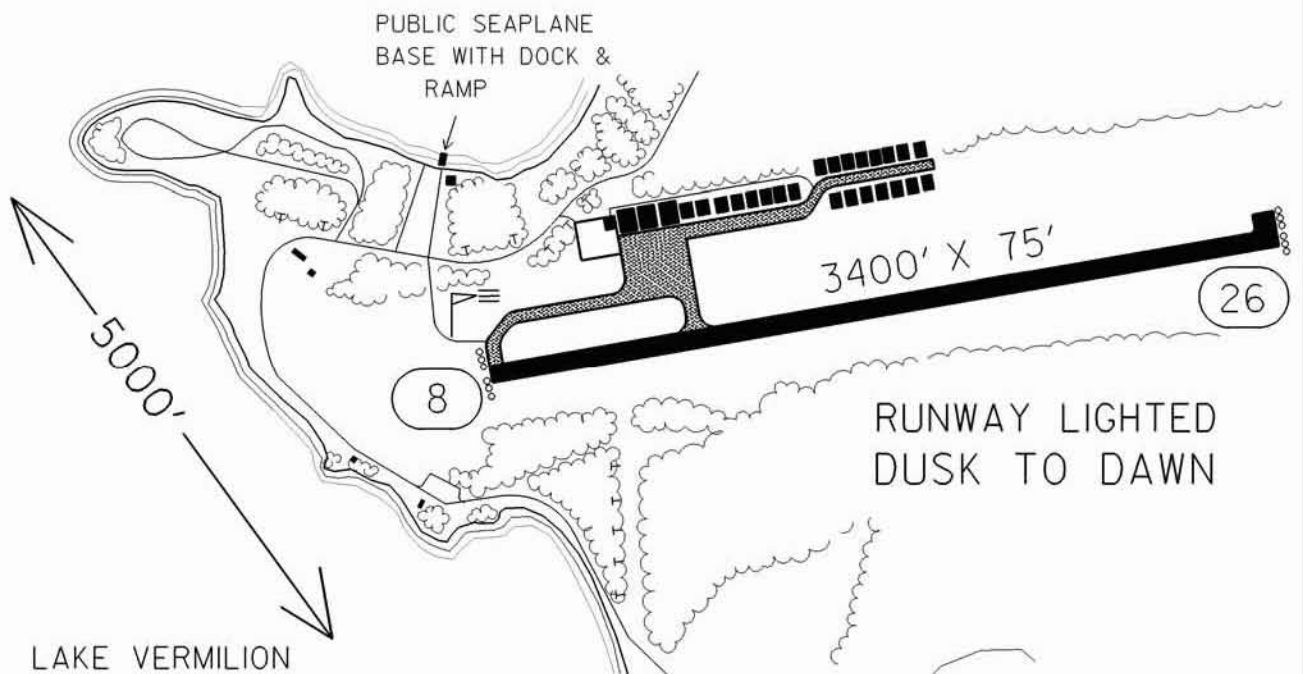 PUBLIC SEAPLANE
BASE WITH DOCK &
RAMP
3400' X 75'
26
5000'
8
RUNWAY LIGHTED
DUSK TO DAWN
LAKE VERMILION